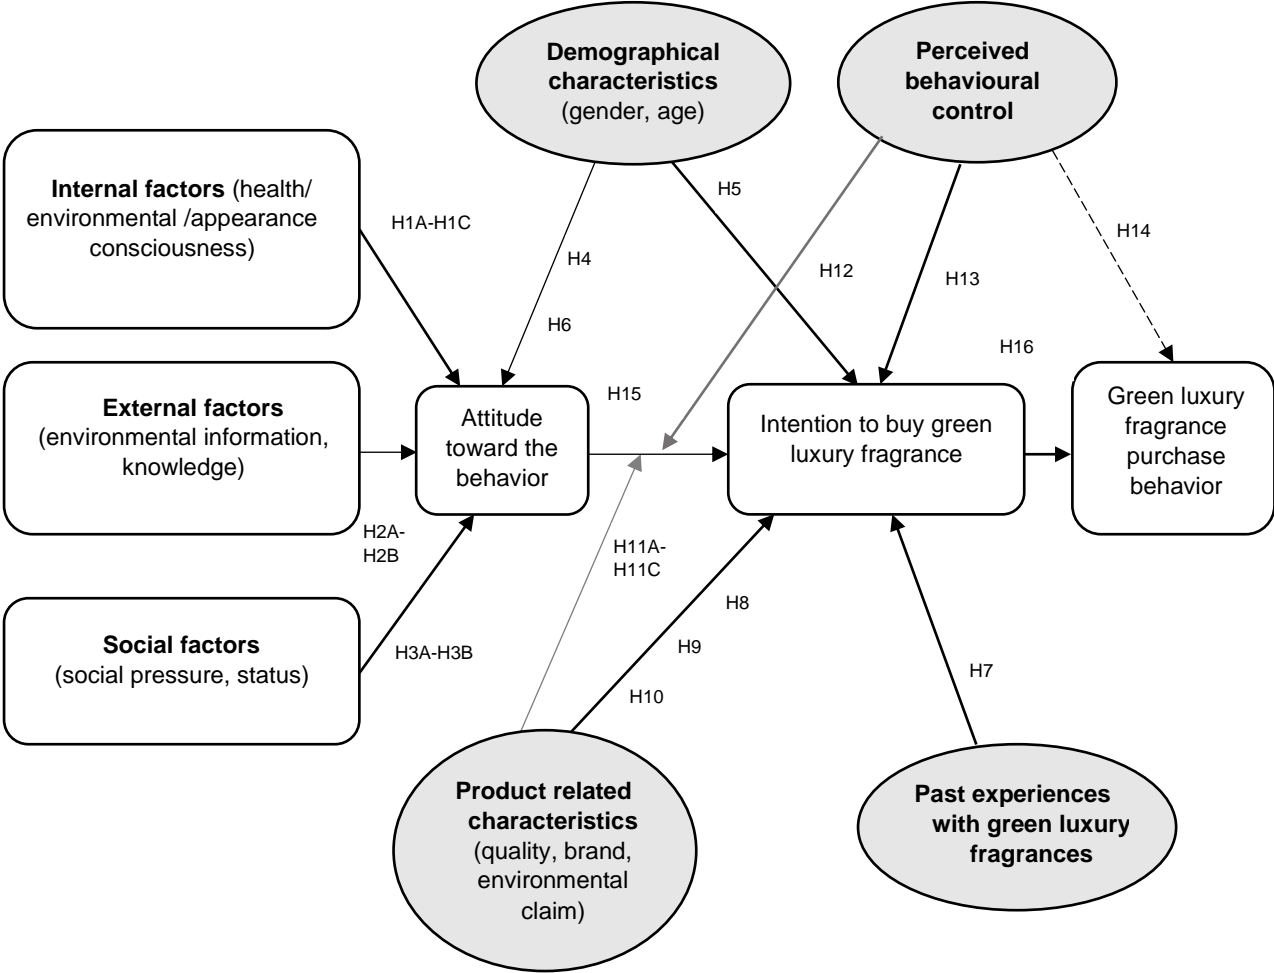 Demographical
characteristics
(gender, age)
Perceived
behavioural
control
Internal factors (health/
environmental /appearance
consciousness)
H1A-H1C
H5
H14
H4
H12
H13
H6
H16
External factors
(environmental information,
knowledge)
H15
Attitude
toward the
behavior
Intention to buy green
luxury fragrance
Green luxury
fragrance
purchase
behavior
H2A-
H2B
H11A-
H11C
H8
Social factors
(social pressure, status)
H3A-H3B
H9
H10
H7
Product related
characteristics
(quality, brand,
environmental
claim)
Past experiences
with green luxury
fragrances